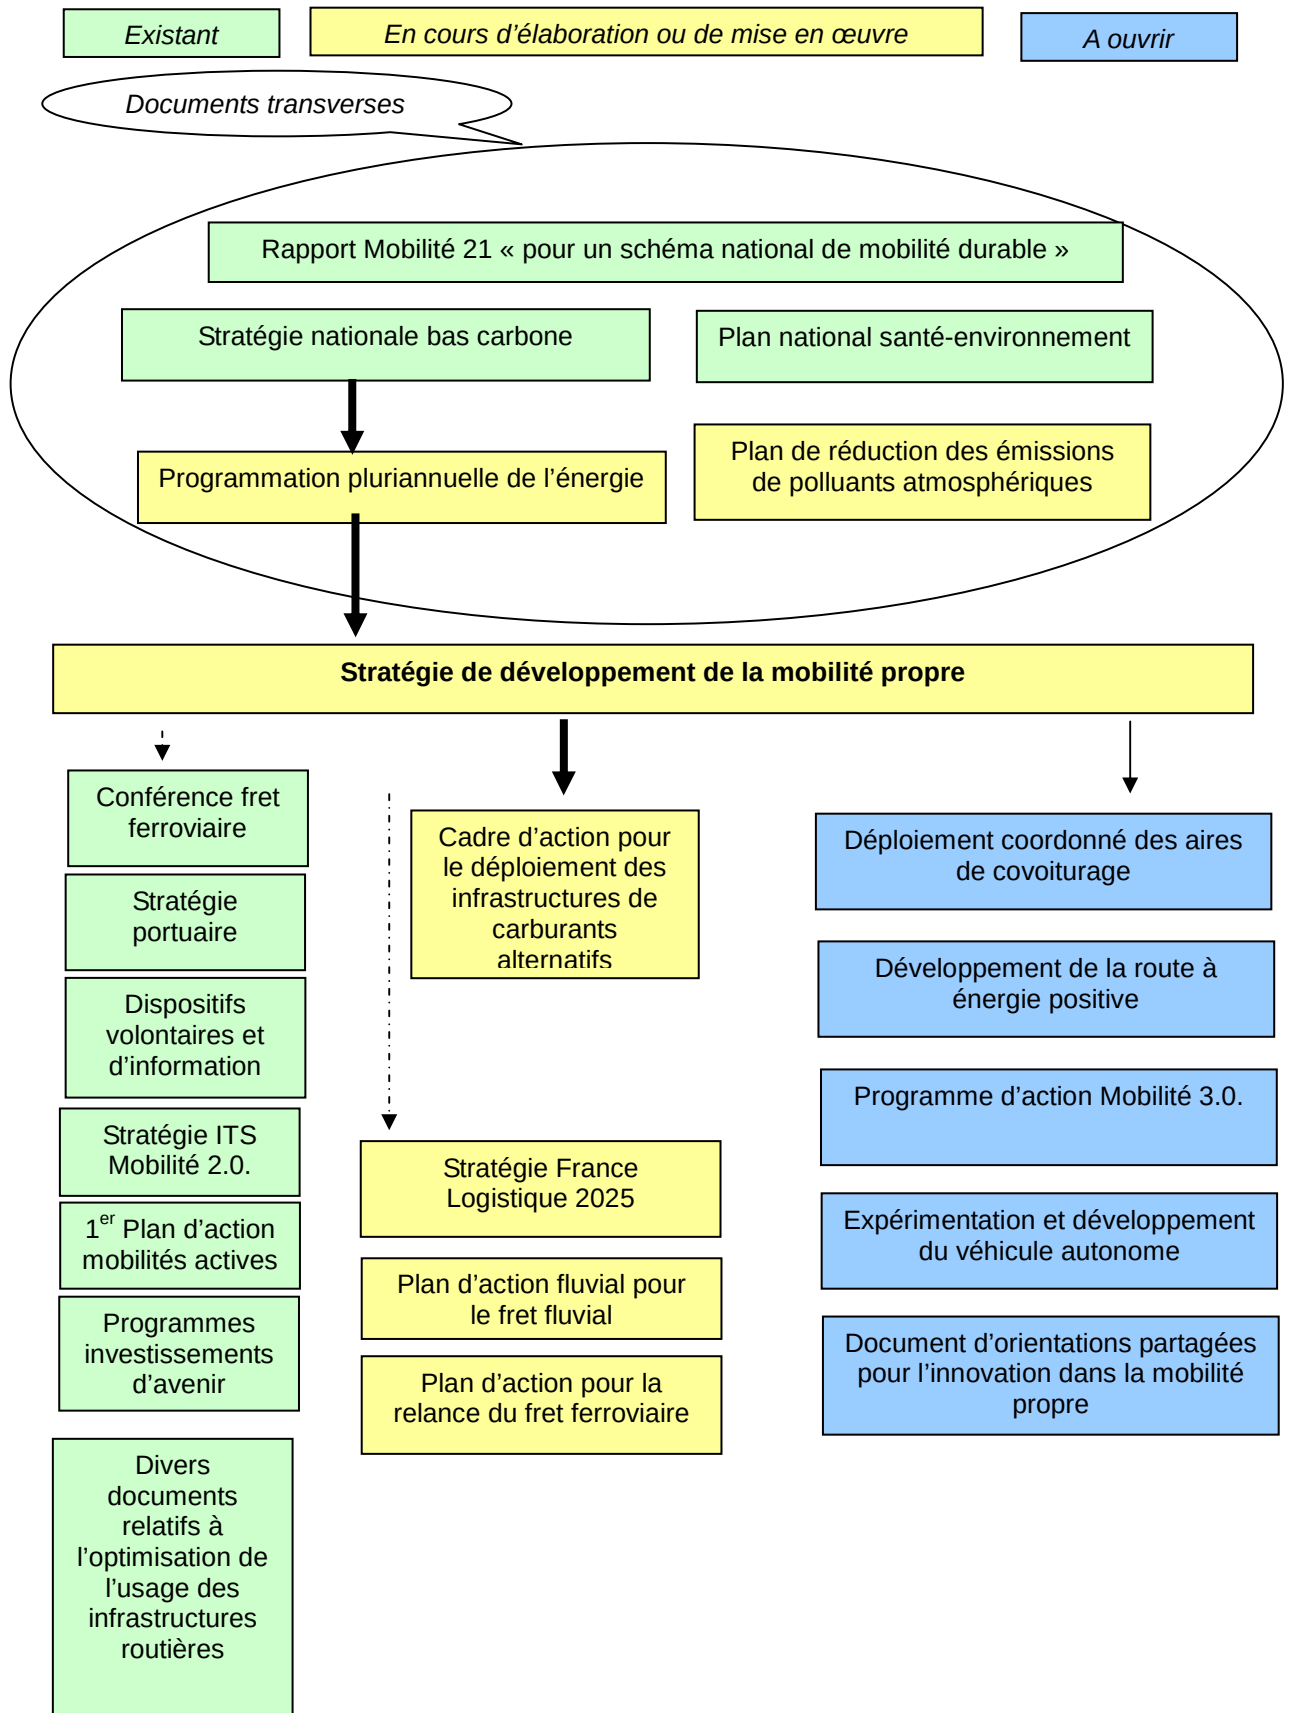 Existant
En cours d’élaboration ou de mise en œuvre
A ouvrir
Documents transverses
Rapport Mobilité 21 « pour un schéma national de mobilité durable »
Stratégie nationale bas carbone
Plan national santé-environnement
Programmation pluriannuelle de l’énergie
Plan de réduction des émissions
de polluants atmosphériques
Stratégie de développement de la mobilité propre
Conférence fret
ferroviaire
Stratégie
portuaire
Dispositifs
volontaires et
d’information
Stratégie ITS
Mobilité 2.0.
1er Plan d’action
mobilités actives
Programmes
investissements
d’avenir
Divers
documents
relatifs à
l’optimisation de
l’usage des
infrastructures
routières
Cadre d’action pour
le déploiement des
infrastructures de
carburants
alternatifs
Stratégie France
Logistique 2025
Plan d’action fluvial pour
le fret fluvial
Plan d’action pour la
relance du fret ferroviaire
Déploiement coordonné des aires
de covoiturage
Développement de la route à
énergie positive
Programme d’action Mobilité 3.0.
Expérimentation et développement
du véhicule autonome
Document d’orientations partagées
pour l’innovation dans la mobilité
propre